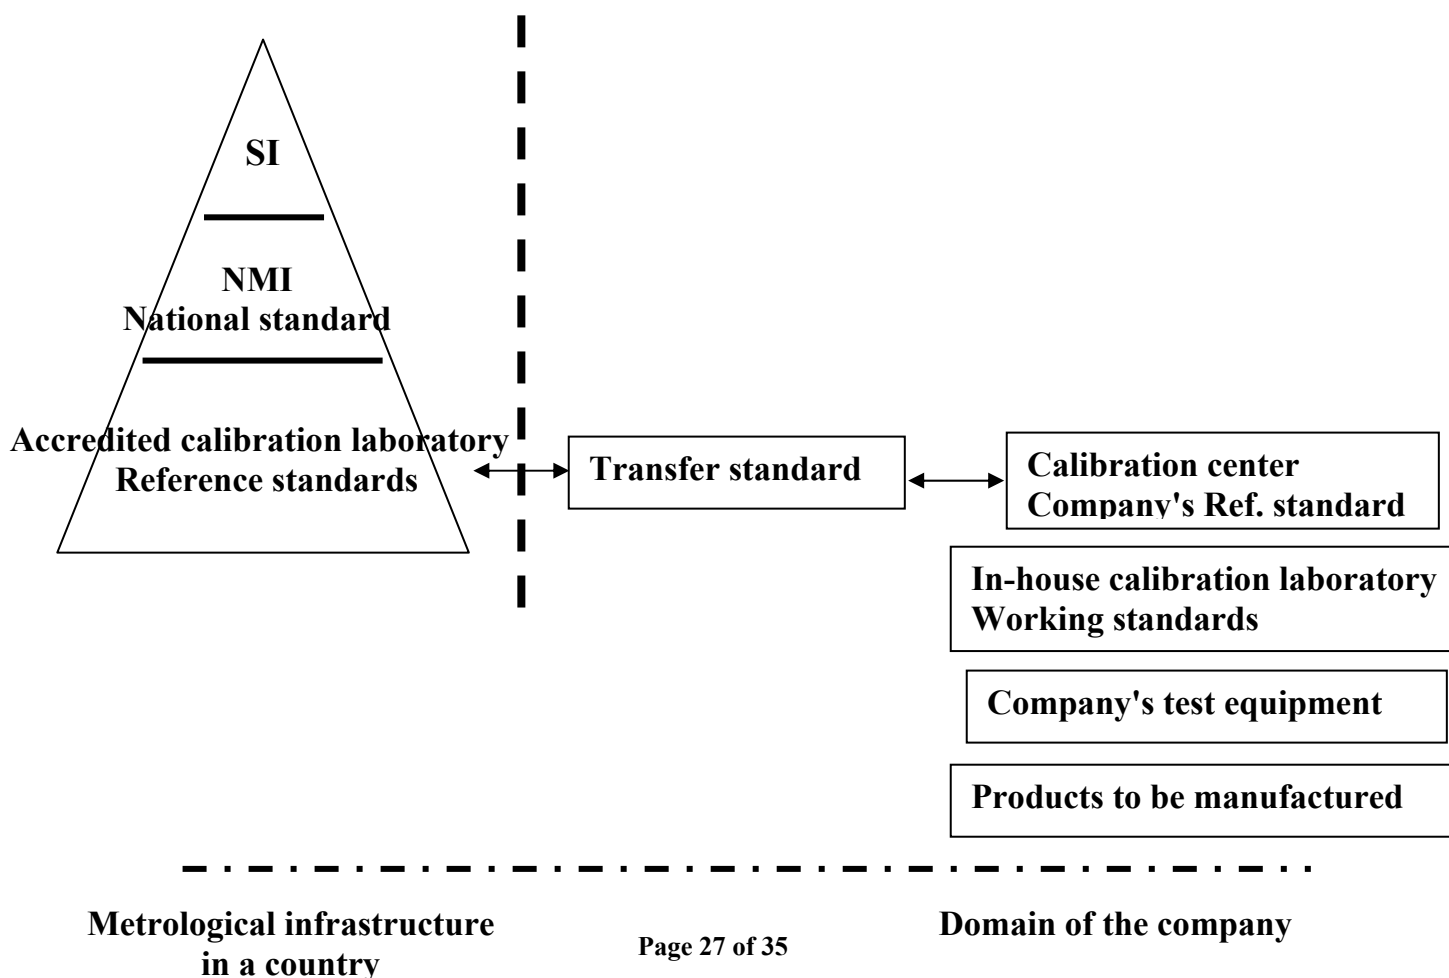 SI
NMI
National standard
Accredited calibration laboratory
Reference standards
Transfer standard
Calibration center
Company's Ref. standard
In-house calibration laboratory
Working standards
Company's test equipment
Products to be manufactured
Metrological infrastructure
in a country
Page 27 of 35
Domain of the company